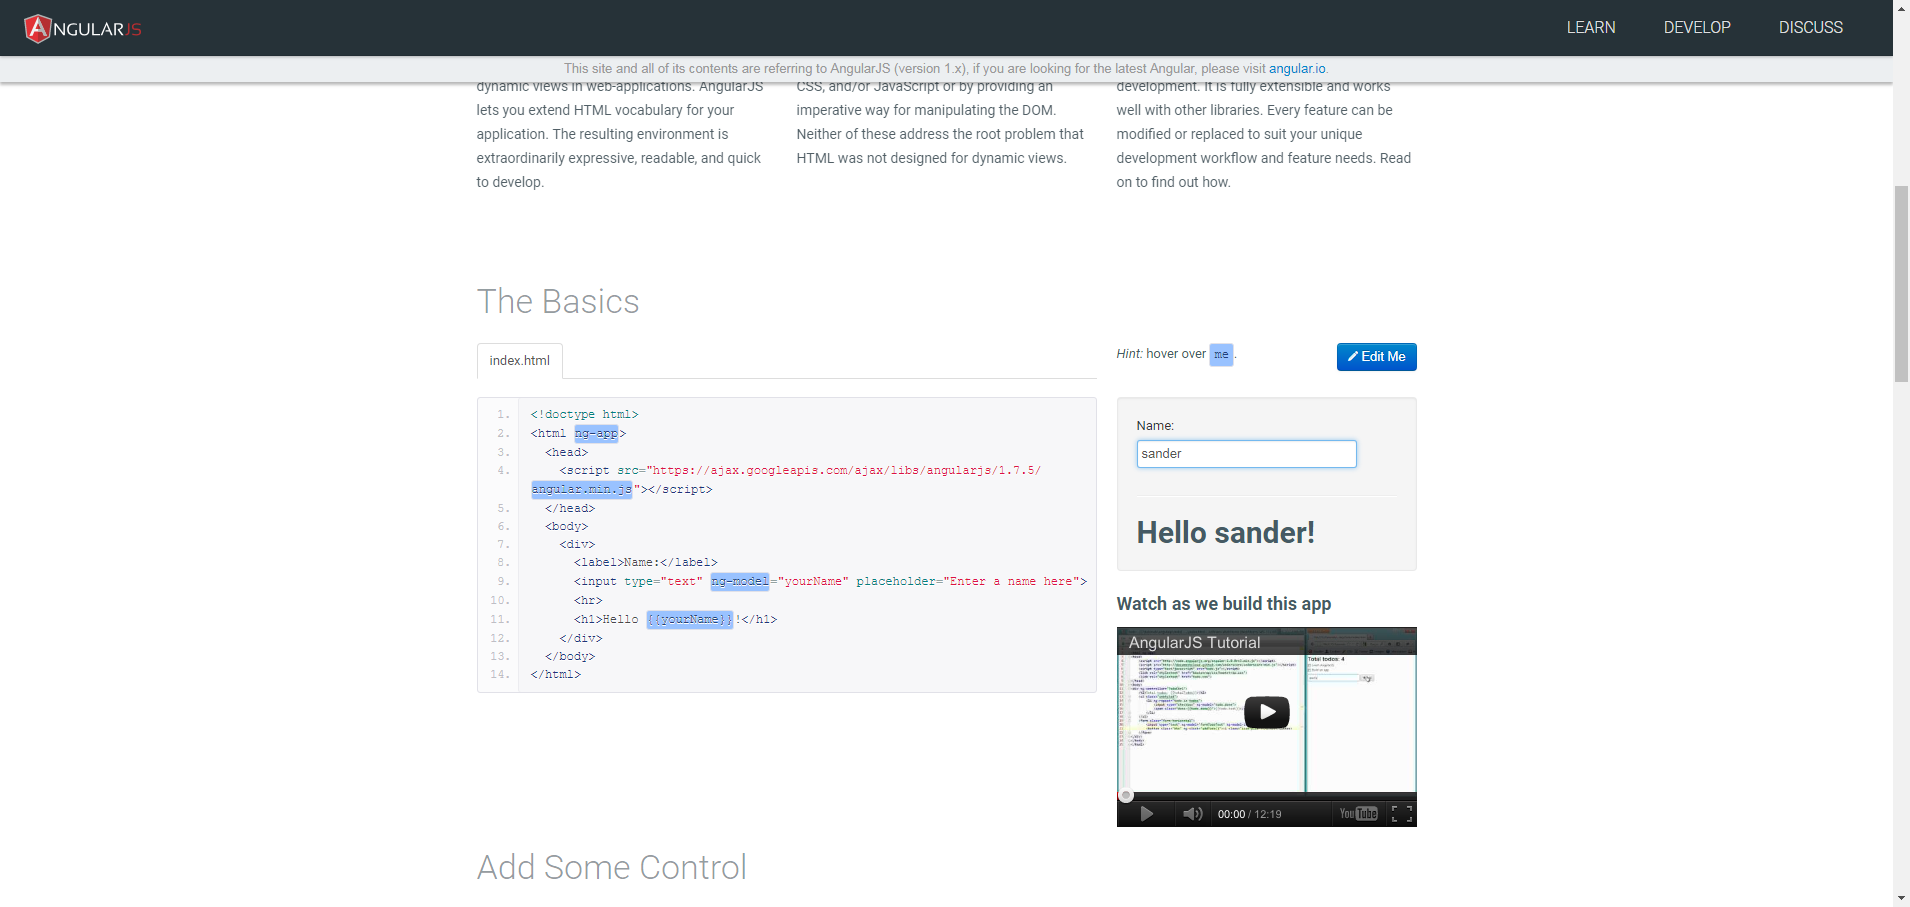 NGULARJS
LEARN
DEVELOP
DISCUSS
This site and all of its contents are referring to AngularJS (version 1.x), if you are looking for the latest Angular, please visit angular.io.
dynamic views in web-applications. AngularJS
lets you extend HTML vocabulary for your
application. The resulting environment is
extraordinarily expressive, readable, and quick
to develop.
CSS, and/or JavaScript or by providing an
imperative way for manipulating the DOM.
Neither of these address the root problem that
HTML was not designed for dynamic views.
development. It is fully extensible and works
well with other libraries. Every feature can be
modified or replaced to suit your unique
development workflow and feature needs. Read
on to find out how.
The Basics
index.html
Hint: hover over me .
Edit Me
1. <!doctype html>
2. <html ng-app>
3. <head>
4. <script src="https://ajax.googleapis.com/ajax/libs/angularjs/1.7.5/
angular.min.js"></script>
5. </head>
6. <body>
7. <div>
8. <label>Name:</label>
9. <input type="text" ng-model="yourName" placeholder="Enter a name here">
10. <hr>
11. <h1>Hello {{yourName}}!</h1>
12. </div>
13. </body>
14. </html>
Name:
sander
Hello sander!
Watch as we build this app
AngularJS Tutorial
Total todos: 4
00:00 / 12:19
YouTube
Add Some Control